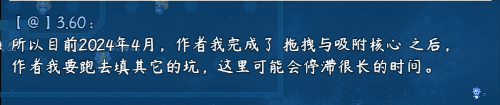 【@】3.60：
所以目前2024年4月，作者我完成了 拖拽与吸附核心 之后，
作者我要跑去填其它的坑，这里可能会停滞很长的时间。